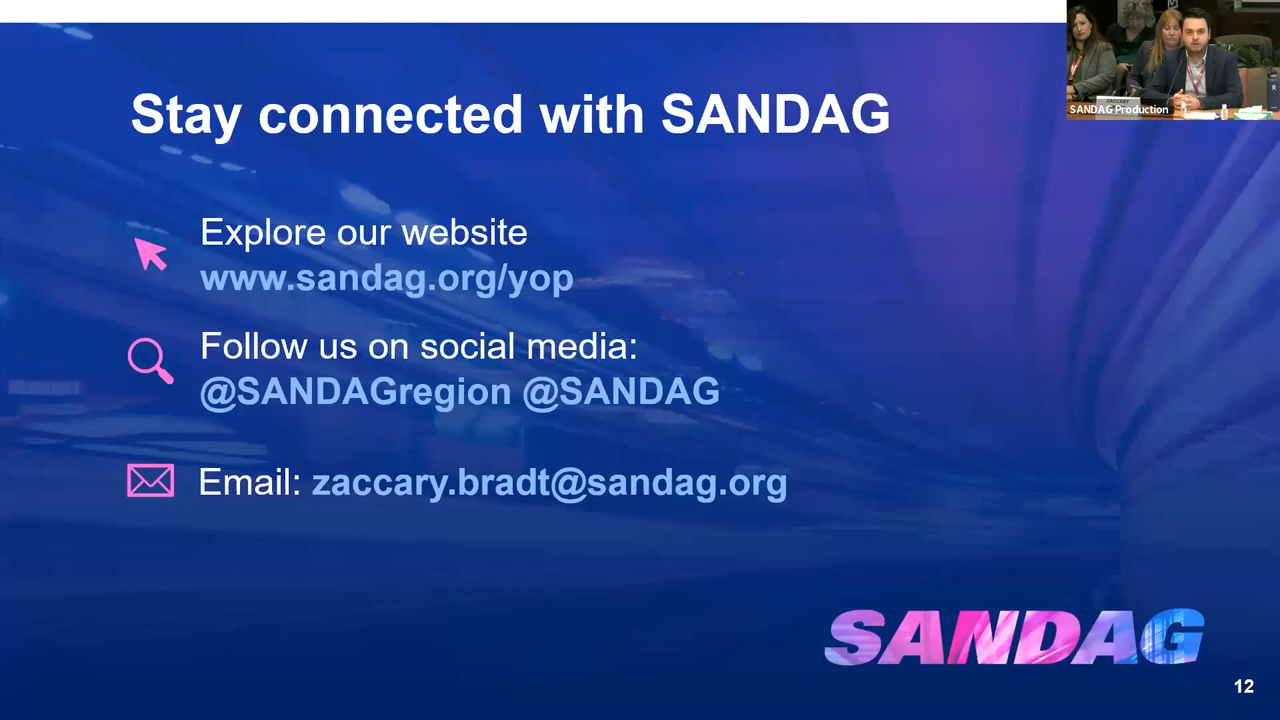 Stay connected with SANDAG
Explore our website
www.sandag.org/yop
Follow us on social media:
@SANDAGregion @SANDAG
Email: zaccary.bradt@sandag.org
SANDAG
12
SANDAG Production